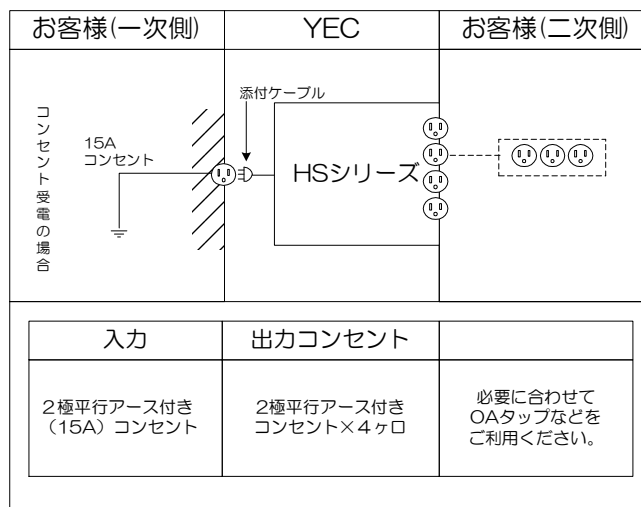 お客様(一次側)
YEC
お客様(二次側)
コンセント受電の場合
15A
コンセント
添付ケーブル
HSシリーズ
入力
出力コンセント
2極平行アース付き
(15A) コンセント
2極平行アース付き
コンセント×4ヶ口
必要に合わせて
OAタップなどを
ご利用ください。